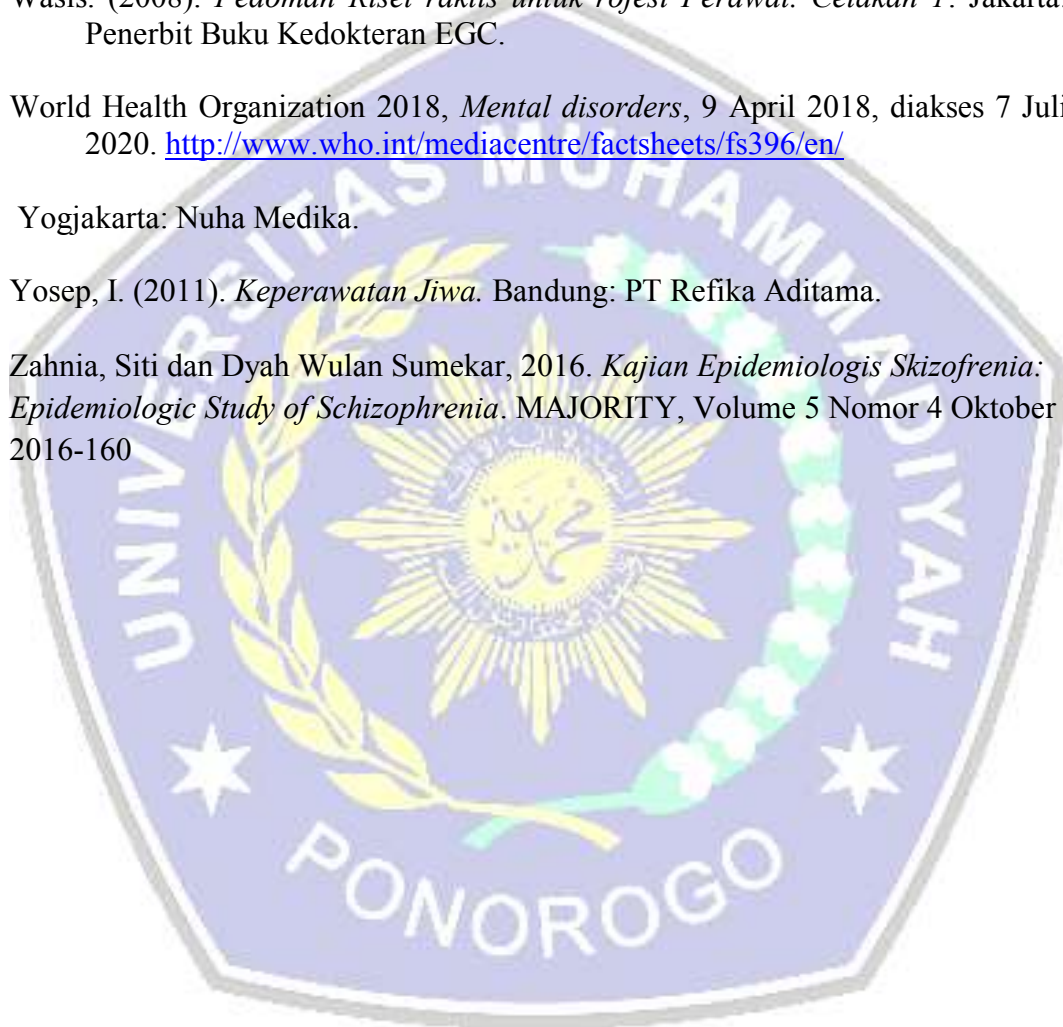 Wasis. (2008). Pedoman Riset raktis untuk rofesi Perawat. Cetakan 1. Jakarta:
Penerbit Buku Kedokteran EGC.
World Health Organization 2018, Mental disorders, 9 April 2018, diakses 7 Juli
2020. http://www.who.int/mediacentre/factsheets/fs396/en/
Yogjakarta: Nuha Medika.
Yosep, I. (2011). Keperawatan Jiwa. Bandung: PT Refika Aditama.
Zahnia, Siti dan Dyah Wulan Sumekar, 2016. Kajian Epidemiologis Skizofrenia:
Epidemiologic Study of Schizophrenia. MAJORITY, Volume 5 Nomor 4 Oktober
2016-160
UNIVERSITAS MUHAMMADIYAH
PONOROGO